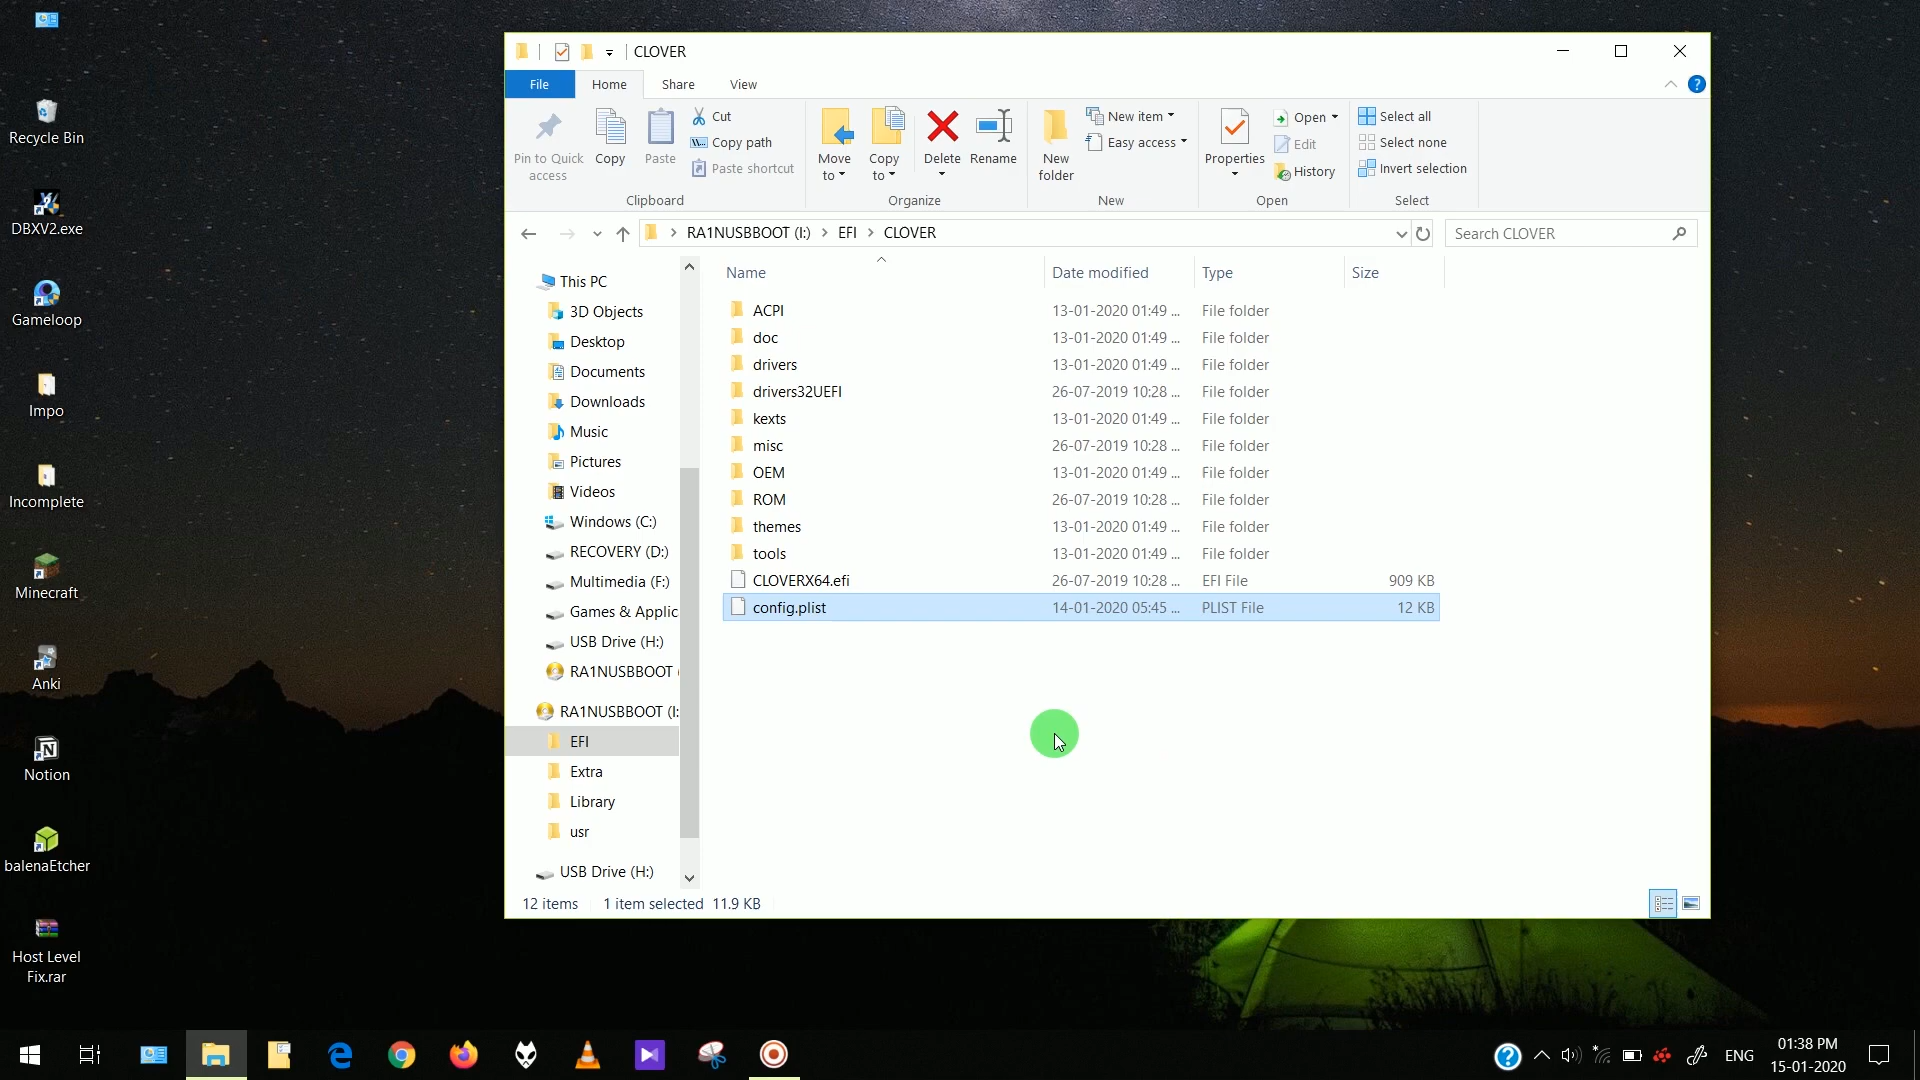 CLOVER
File
Home
Share
View
Pin to Quick
access
Copy
Paste
Cut
Copy path
Paste shortcut
Clipboard
Move
to
Copy
to
Delete
Rename
Organize
New
folder
New item
Easy access
New
Properties
Open
Edit
History
Open
Select all
Select none
Invert selection
Select
RA1NUSBBOOT (I:) > EFI > CLOVER
Search CLOVER
This PC
3D Objects
Desktop
Documents
Downloads
Music
Pictures
Videos
Windows (C:)
RECOVERY (D:)
Multimedia (F:)
Games & Applic
USB Drive (H:)
RA1NUSBBOOT (
RA1NUSBBOOT (I:
EFI
Extra
Library
usr
USB Drive (H:)
Name Date modified Type Size
ACPI 13-01-2020 01:49 ... File folder
doc 13-01-2020 01:49 ... File folder
drivers 13-01-2020 01:49 ... File folder
drivers32UEFI 26-07-2019 10:28 ... File folder
kexts 13-01-2020 01:49 ... File folder
misc 26-07-2019 10:28 ... File folder
OEM 13-01-2020 01:49 ... File folder
ROM 26-07-2019 10:28 ... File folder
themes 13-01-2020 01:49 ... File folder
tools 13-01-2020 01:49 ... File folder
CLOVERX64.efi 26-07-2019 10:28 ... EFI File 909 KB
config.plist 14-01-2020 05:45 ... PLIST File 12 KB
12 items 1 item selected 11.9 KB
Recycle Bin
DBXV2.exe
Gameloop
Impo
Incomplete
Minecraft
Anki
Notion
balenaEtcher
Host Level
Fix.rar
ENG
01:38 PM
15-01-2020